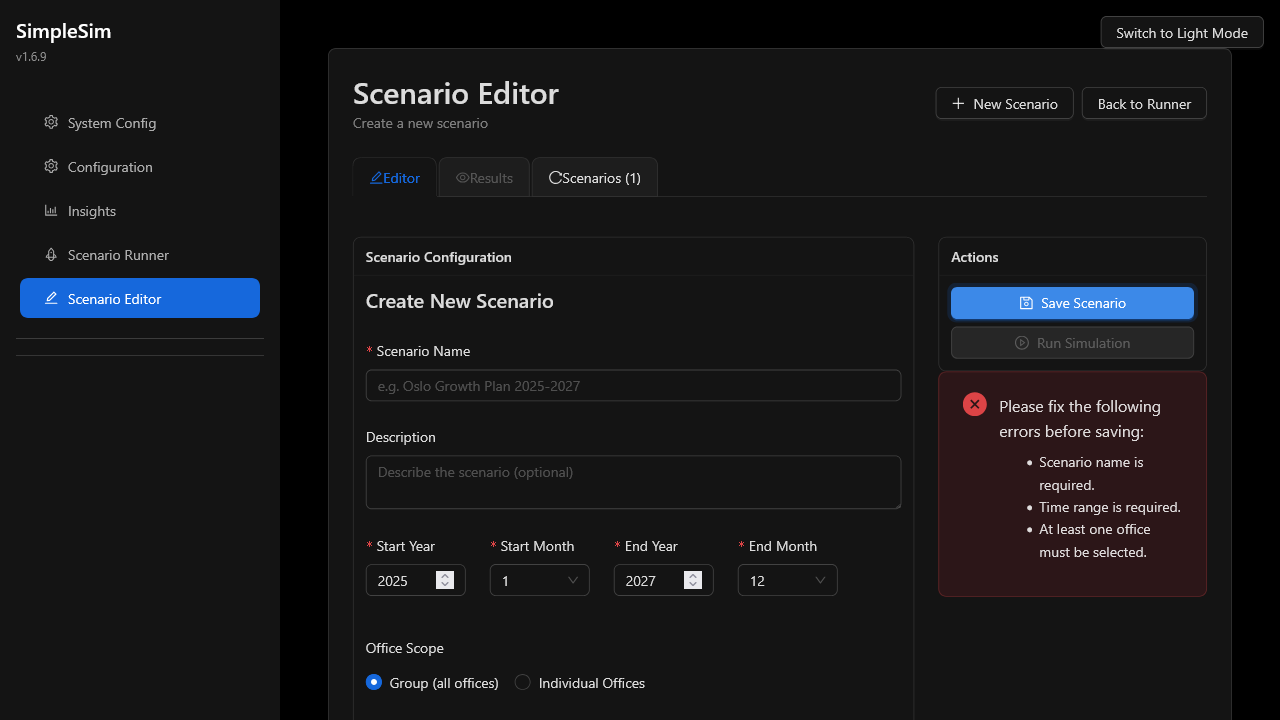 SimpleSim
v1.6.9
System Config
Configuration
Insights
Scenario Runner
Scenario Editor
Switch to Light Mode
Scenario Editor
Create a new scenario
New Scenario
Back to Runner
Editor
Results
Scenarios (1)
Scenario Configuration
Create New Scenario
* Scenario Name
e.g. Oslo Growth Plan 2025-2027
Description
Describe the scenario (optional)
* Start Year
* Start Month
* End Year
* End Month
2025
1
2027
12
Office Scope
Group (all offices)
Individual Offices
Actions
Save Scenario
Run Simulation
Please fix the following
errors before saving:
• Scenario name is
required.
• Time range is required.
• At least one office
must be selected.